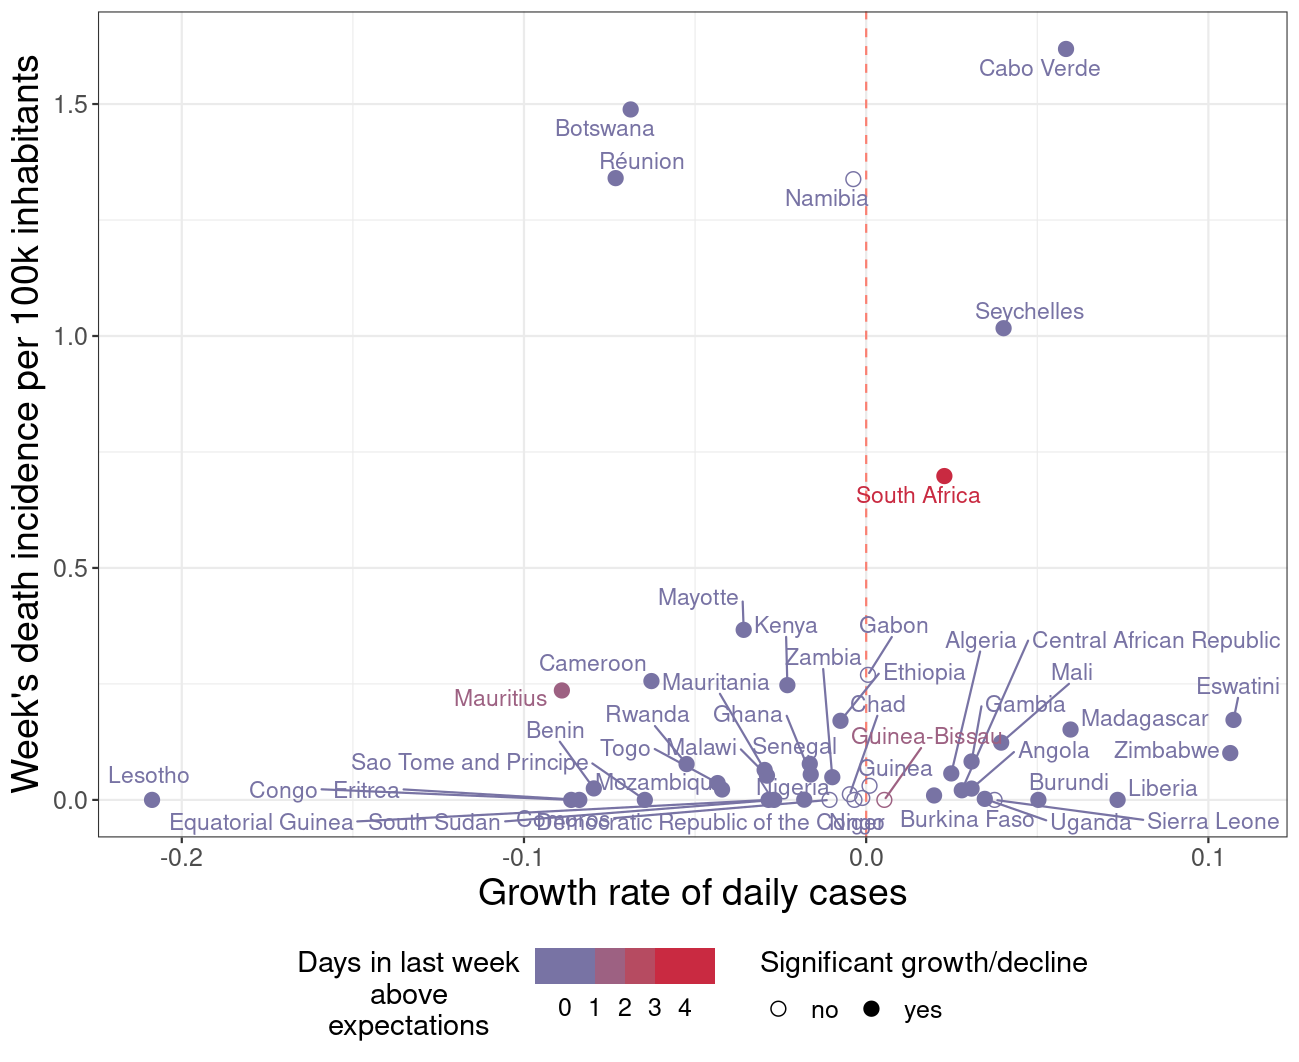 Week's death incidence per 100k inhabitants
1.5
1.0
0.5
0.0
Cabo Verde
Botswana
Réunion
Namibia
Seychelles
South Africa
Mayotte
Kenya
Gabon
Algeria
Central African Republic
Zambia
Cameroon
Ethiopia
Mali
Mauritania
Eswatini
Mauritius
Chad
Gambia
Rwanda
Ghana
Madagascar
Benin
Guinea-Bissau
Togo
Malawi
Senegal
Angola
Zimbabwe
Sao Tome and Principe
Guinea
Lesotho
Mozambique
Nigeria
Burundi
Liberia
Congo
Eritrea
Equatorial Guinea
South Sudan
Comoros
Democratic Republic of the Congo
Niger
Burkina Faso
Uganda
Sierra Leone
-0.2
-0.1
0.0
0.1
Growth rate of daily cases
Days in last week
above
expectations
0 1 2 3 4
Significant growth/decline
no
yes